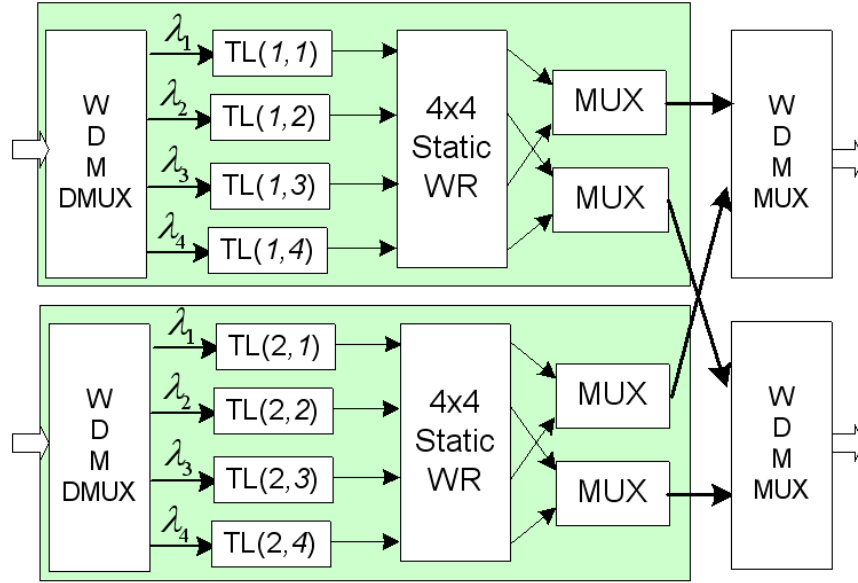 W
D
M
DMUX
λ1
TL(1,1)
λ2
TL(1,2)
λ3
TL(1,3)
λ4
TL(1,4)
4x4
Static
WR
MUX
MUX
W
D
M
MUX
W
D
M
DMUX
λ1
TL(2,1)
λ2
TL(2,2)
λ3
TL(2,3)
λ4
TL(2,4)
4x4
Static
WR
MUX
MUX
W
D
M
MUX